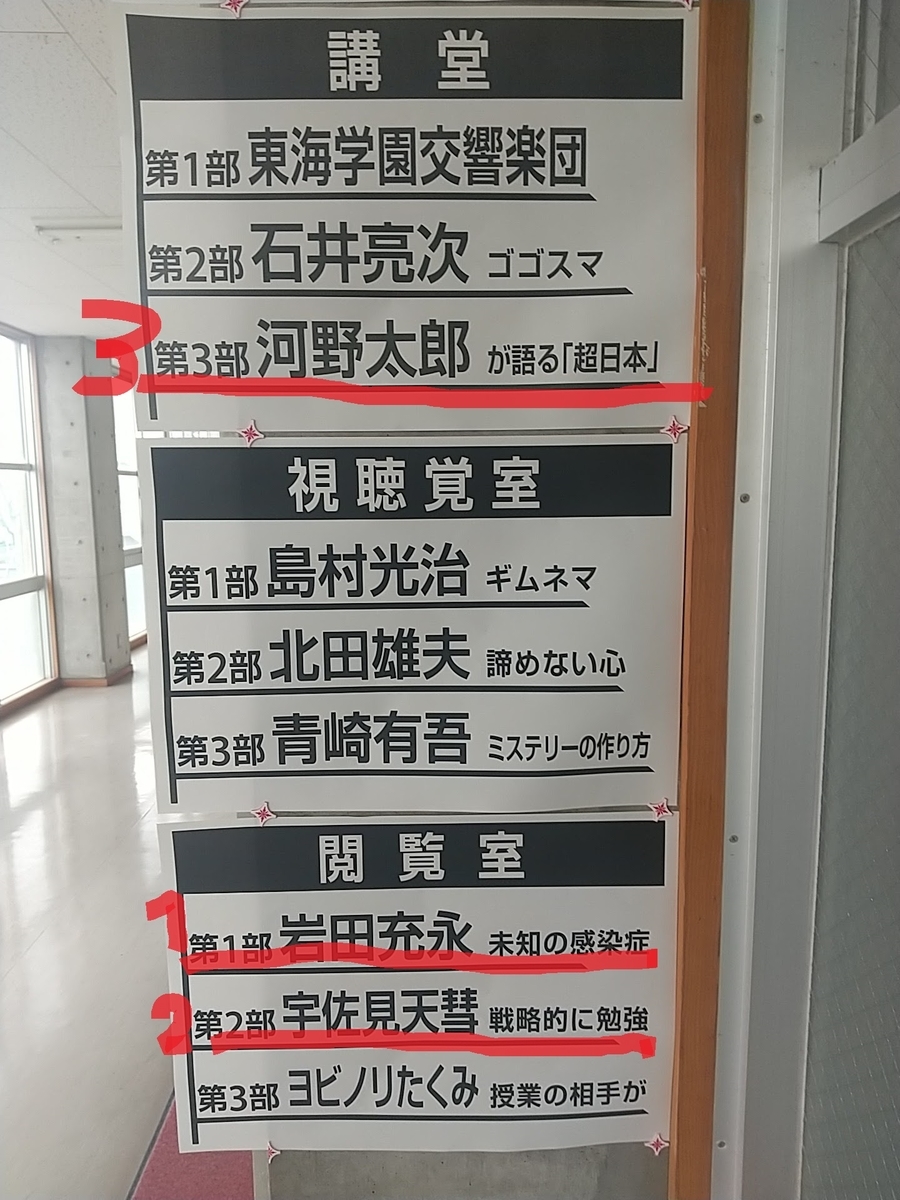 講堂
第1部 東海学園交響楽団
第2部 石井亮次 ゴゴスマ
3 第3部 河野太郎 が語る「超日本」
視聴覚室
第1部 島村光治 ギムネマ
第2部 北田雄夫 諦めない心
第3部 青崎有吾 ミステリーの作り方
閲覧室
1 第1部 岩田充永 未知の感染症
2 第2部 宇佐見天彗 戦略的に勉強
第3部 ヨビノリたくみ 授業の相手が